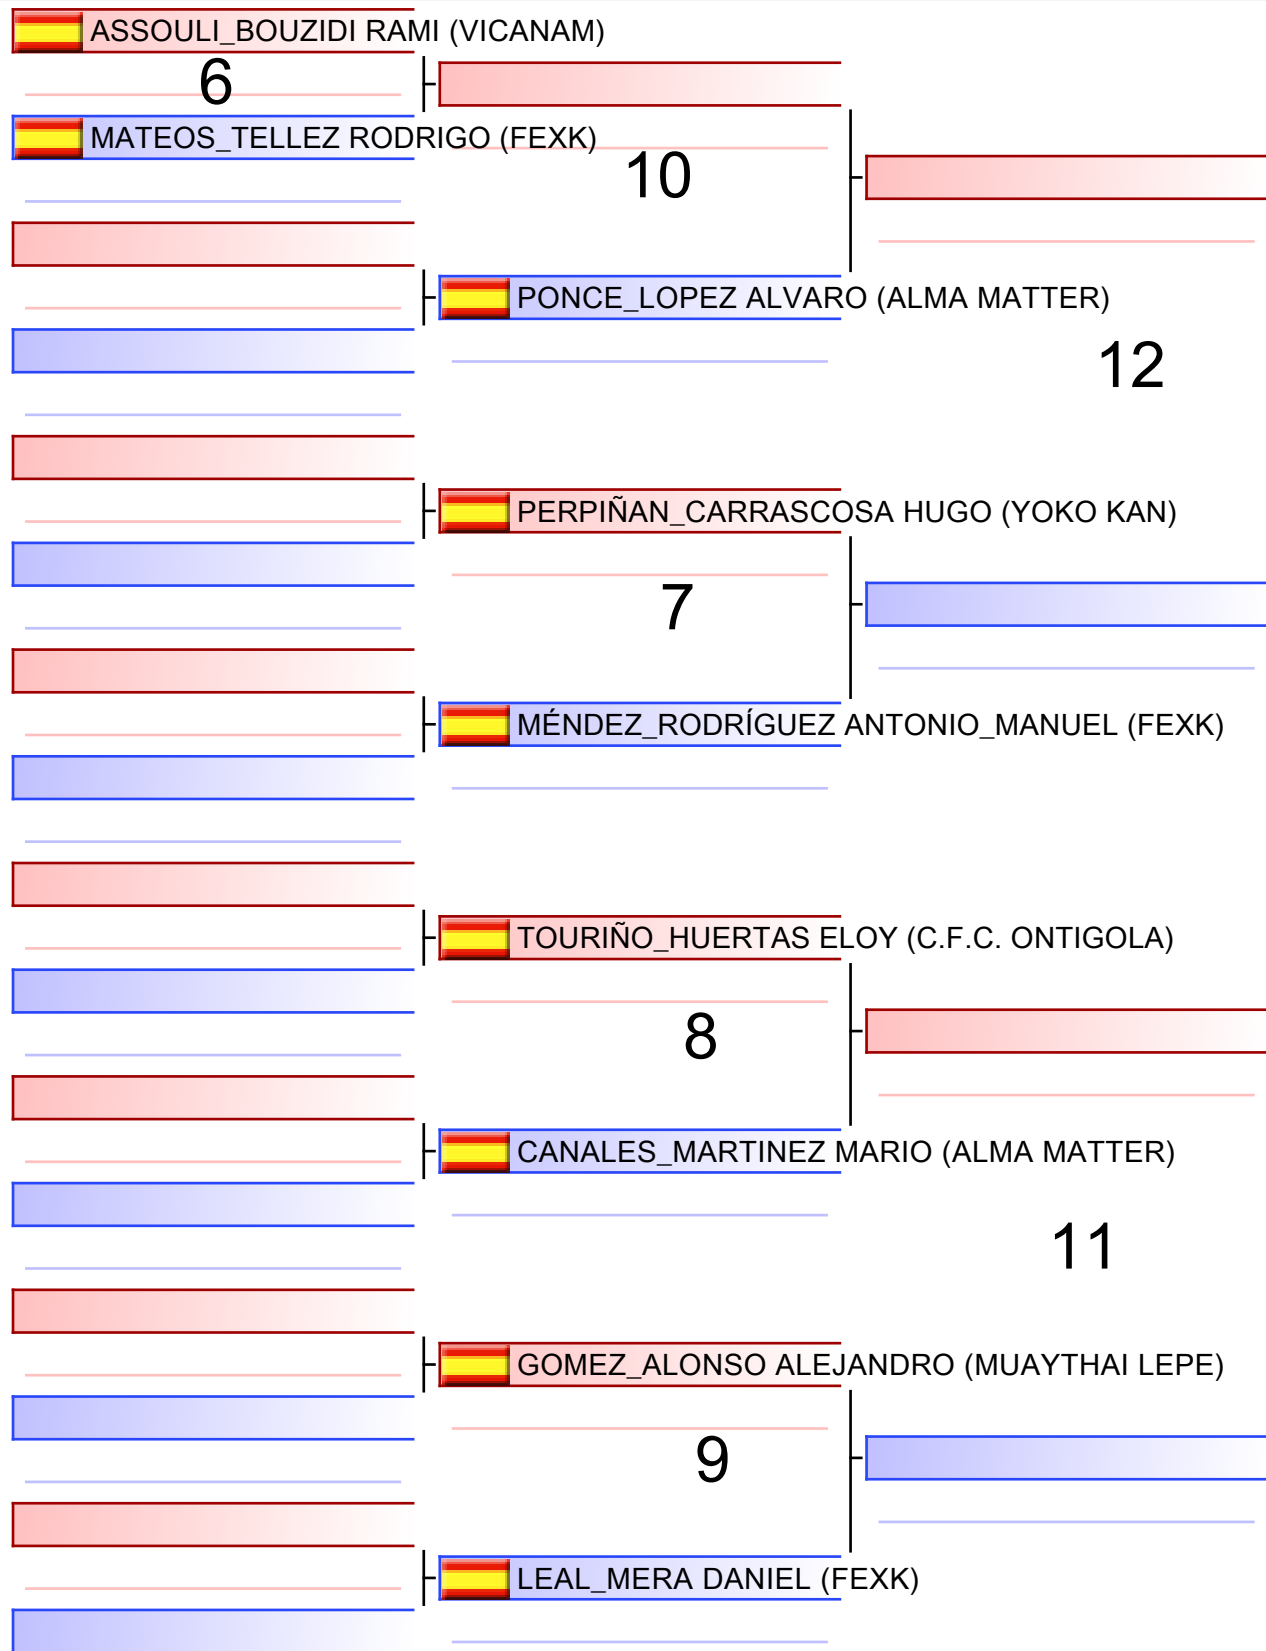 ASSOULI_BOUZIDI RAMI (VICANAM)
6
MATEOS_TELLEZ RODRIGO (FEXK)
10
PONCE_LOPEZ ALVARO (ALMA MATTER)
12
PERPIÑAN_CARRASCOSA HUGO (YOKO KAN)
7
MÉNDEZ_RODRÍGUEZ ANTONIO_MANUEL (FEXK)
TOURIÑO_HUERTAS ELOY (C.F.C. ONTIGOLA)
8
CANALES_MARTINEZ MARIO (ALMA MATTER)
11
GOMEZ_ALONSO ALEJANDRO (MUAYTHAI LEPE)
9
LEAL_MERA DANIEL (FEXK)